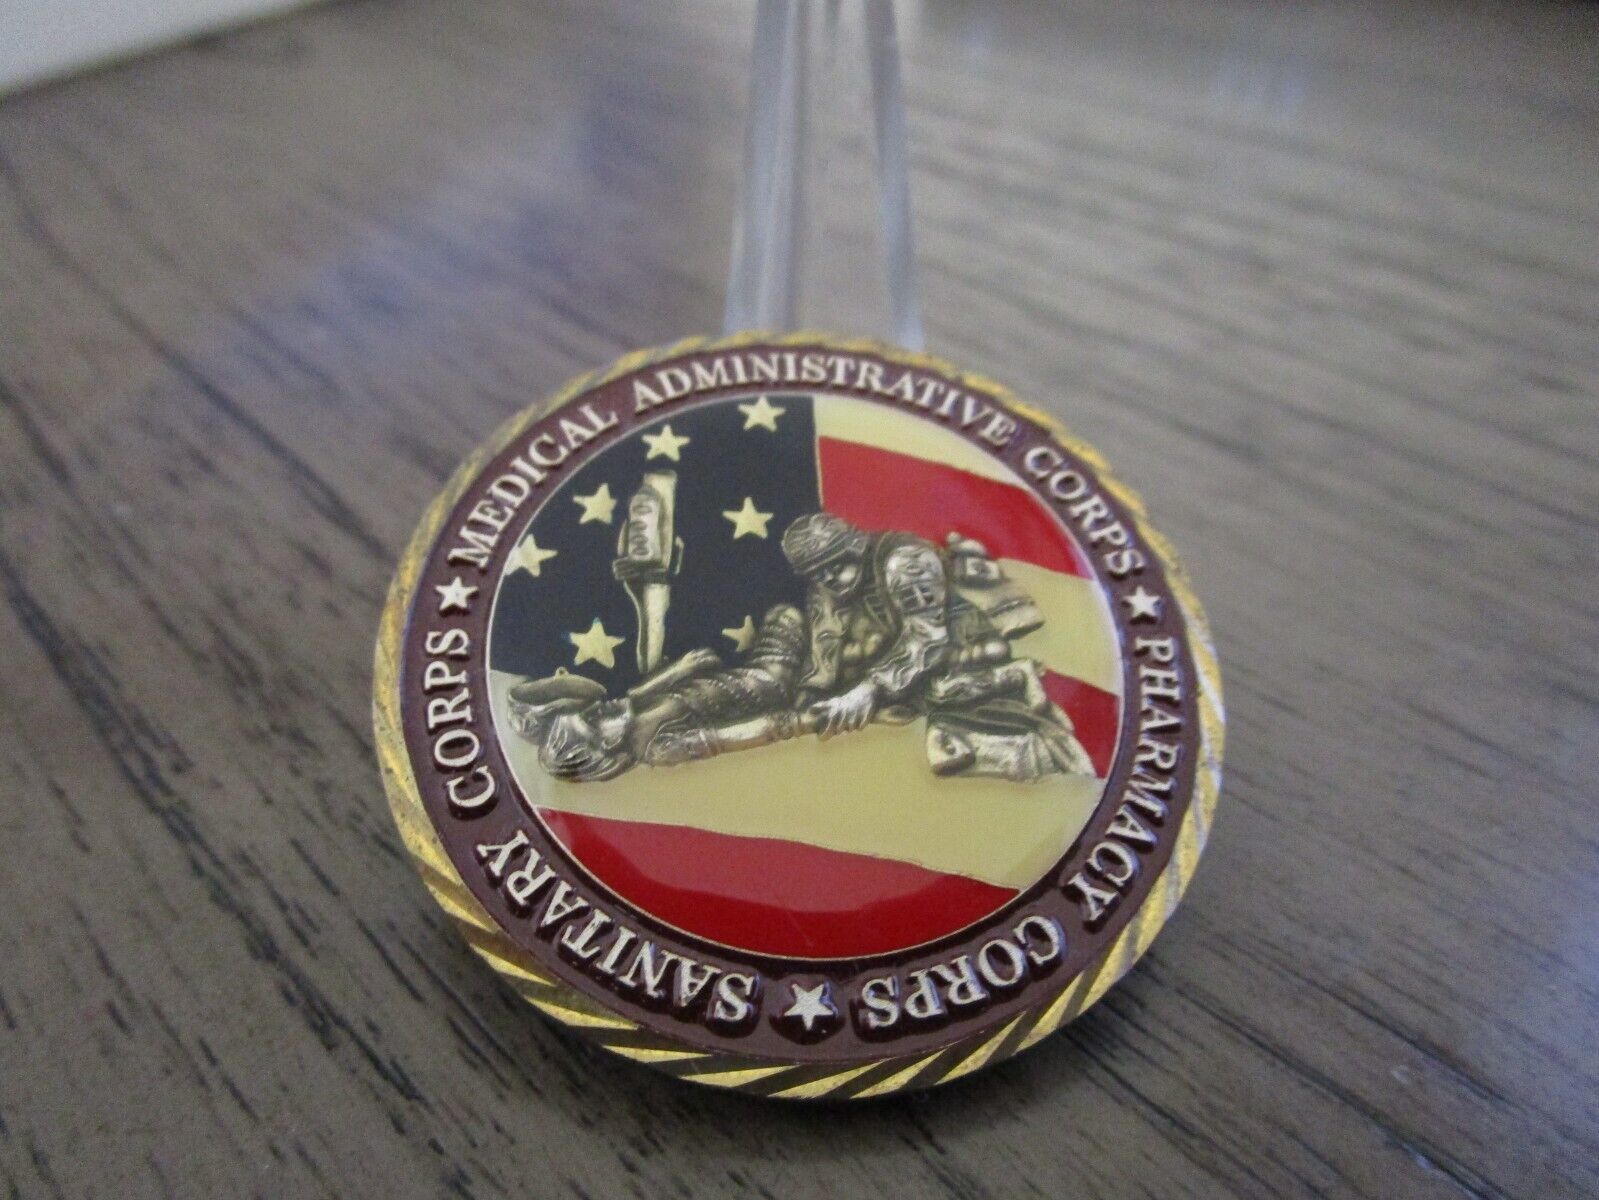 SANITARY CORPS ★ MEDICAL ADMINISTRATIVE CORPS ★ PHARMACY CORPS ★